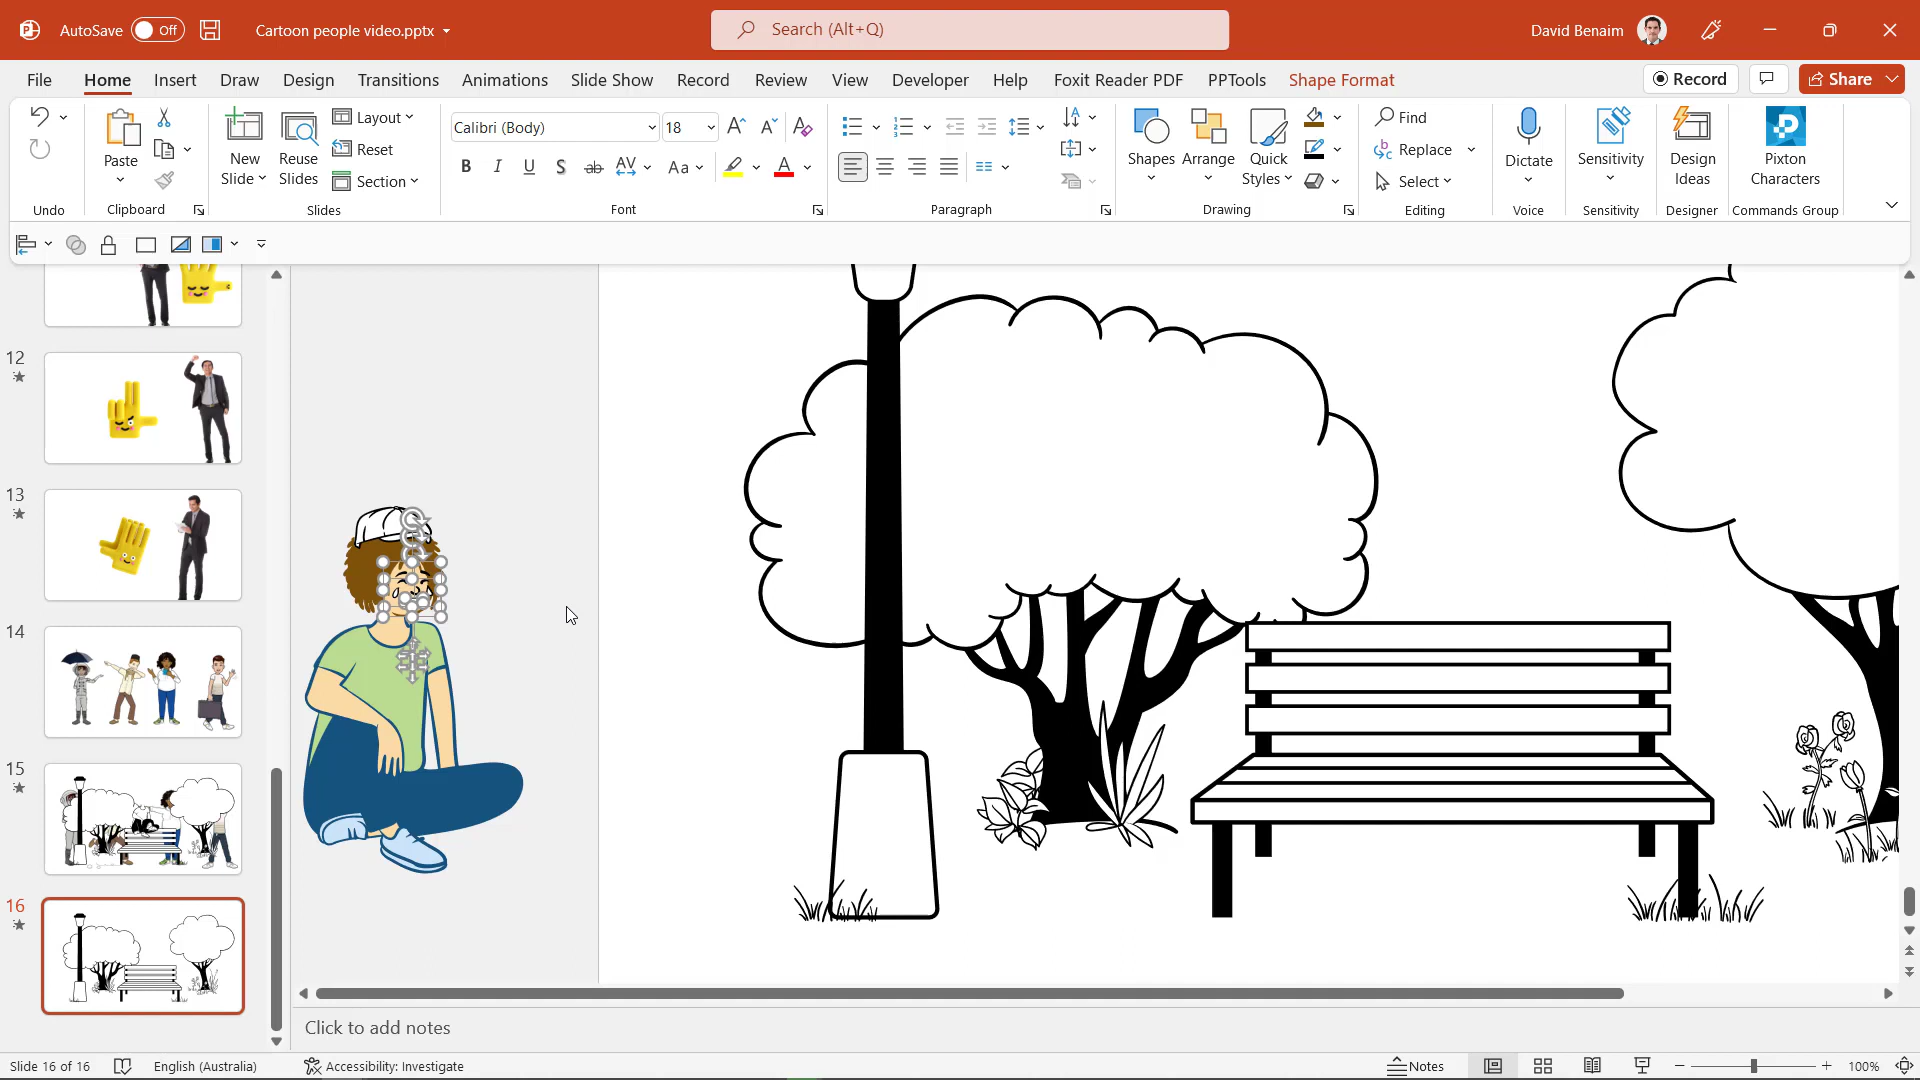 AutoSave Off Cartoon people video.pptx Search (Alt+Q) David Benaim
File Home Insert Draw Design Transitions Animations Slide Show Record Review View Developer Help Foxit Reader PDF PPTools Shape Format Record Share
Paste
New Slide
Reuse Slides
Layout
Reset
Section
Calibri (Body) 18
B I U S ab AV Aa A
Shapes
Arrange
Quick Styles
Find
Replace
Select
Dictate
Sensitivity
Design Ideas
Pixton Characters
Undo Clipboard Slides Font Paragraph Drawing Editing Voice Sensitivity Designer Commands Group
12
13
14
15
16
Click to add notes
Slide 16 of 16 English (Australia) Accessibility: Investigate Notes 100%